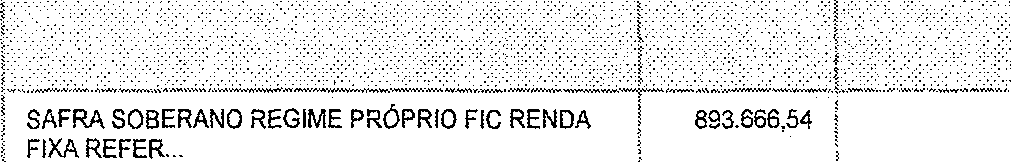 SAFRA SOBERANO REGIME PRÓPRIO FIC RENDA 893.666,54
FIXA REFER...